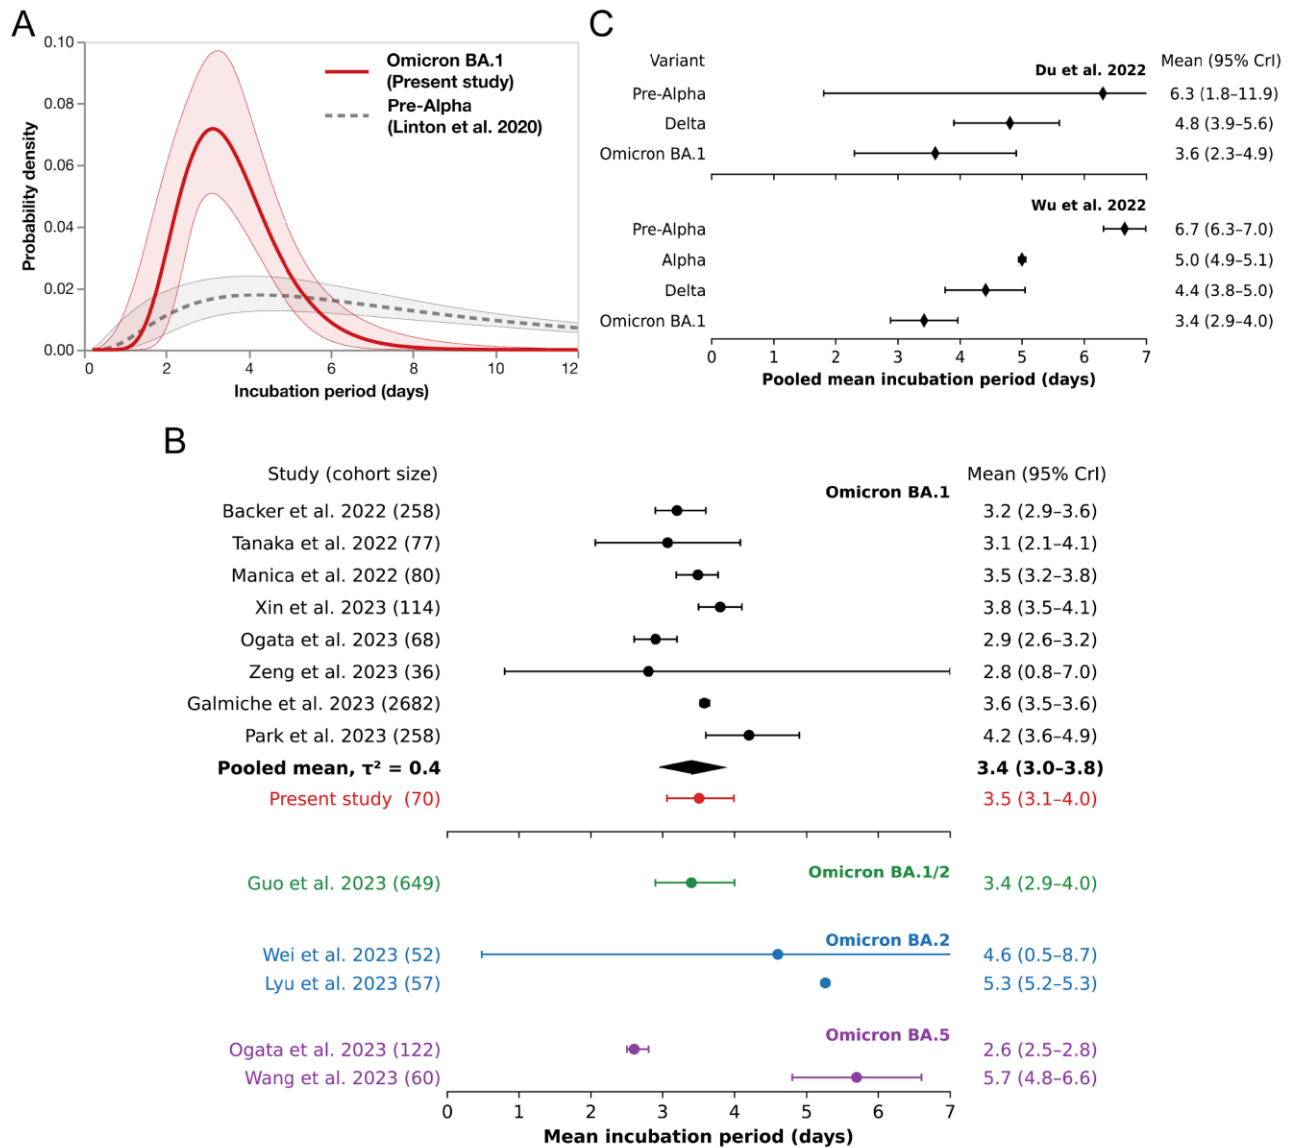 A
0.10
0.08
0.06
0.04
0.02
0.00
Probability density
Omicron BA.1
(Present study)
Pre-Alpha
(Linton et al. 2020)
0 2 4 6 8 10 12
Incubation period (days)
C
Variant Mean (95% CrI)
Du et al. 2022
Pre-Alpha 6.3 (1.8–11.9)
Delta 4.8 (3.9–5.6)
Omicron BA.1 3.6 (2.3–4.9)
Wu et al. 2022
Pre-Alpha 6.7 (6.3–7.0)
Alpha 5.0 (4.9–5.1)
Delta 4.4 (3.8–5.0)
Omicron BA.1 3.4 (2.9–4.0)
0 1 2 3 4 5 6 7
Pooled mean incubation period (days)
B
Study (cohort size) Mean (95% CrI)
Omicron BA.1
Backer et al. 2022 (258) 3.2 (2.9–3.6)
Tanaka et al. 2022 (77) 3.1 (2.1–4.1)
Manica et al. 2022 (80) 3.5 (3.2–3.8)
Xin et al. 2023 (114) 3.8 (3.5–4.1)
Ogata et al. 2023 (68) 2.9 (2.6–3.2)
Zeng et al. 2023 (36) 2.8 (0.8–7.0)
Galmiche et al. 2023 (2682) 3.6 (3.5–3.6)
Park et al. 2023 (258) 4.2 (3.6–4.9)
Pooled mean, τ² = 0.4 3.4 (3.0–3.8)
Present study (70) 3.5 (3.1–4.0)
Omicron BA.1/2
Guo et al. 2023 (649) 3.4 (2.9–4.0)
Omicron BA.2
Wei et al. 2023 (52) 4.6 (0.5–8.7)
Lyu et al. 2023 (57) 5.3 (5.2–5.3)
Omicron BA.5
Ogata et al. 2023 (122) 2.6 (2.5–2.8)
Wang et al. 2023 (60) 5.7 (4.8–6.6)
0 1 2 3 4 5 6 7
Mean incubation period (days)